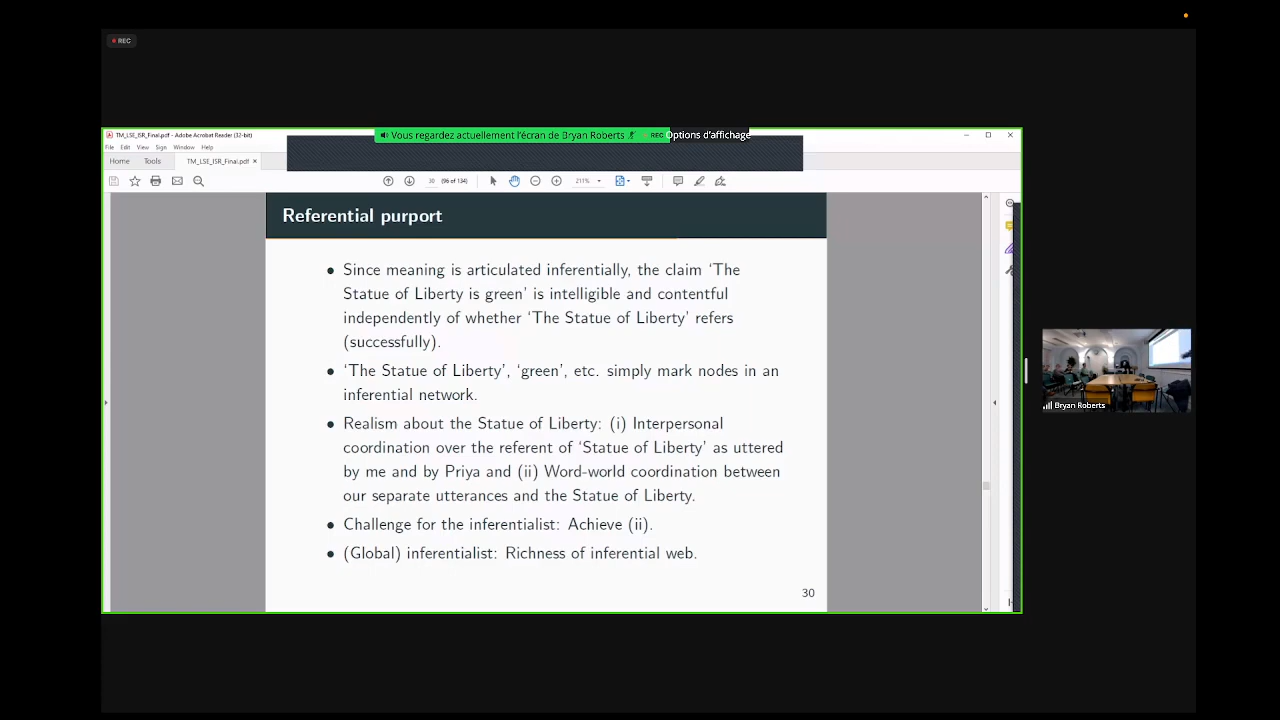 REC
TM_LSE_ISR_Final.pdf - Adobe Acrobat Reader (32-bit)
Vous regardez actuellement l'écran de Bryan Roberts
REC
Options d'affichage
File Edit View Sign Window Help
Home Tools TM_LSE_ISR_Final.pdf ×
30 (96 of 134) 211%
Referential purport
• Since meaning is articulated inferentially, the claim ‘The
Statue of Liberty is green’ is intelligible and contentful
independently of whether ‘The Statue of Liberty’ refers
(successfully).
• ‘The Statue of Liberty’, ‘green’, etc. simply mark nodes in an
inferential network.
• Realism about the Statue of Liberty: (i) Interpersonal
coordination over the referent of ‘Statue of Liberty’ as uttered
by me and by Priya and (ii) Word-world coordination between
our separate utterances and the Statue of Liberty.
• Challenge for the inferentialist: Achieve (ii).
• (Global) inferentialist: Richness of inferential web.
30
Bryan Roberts